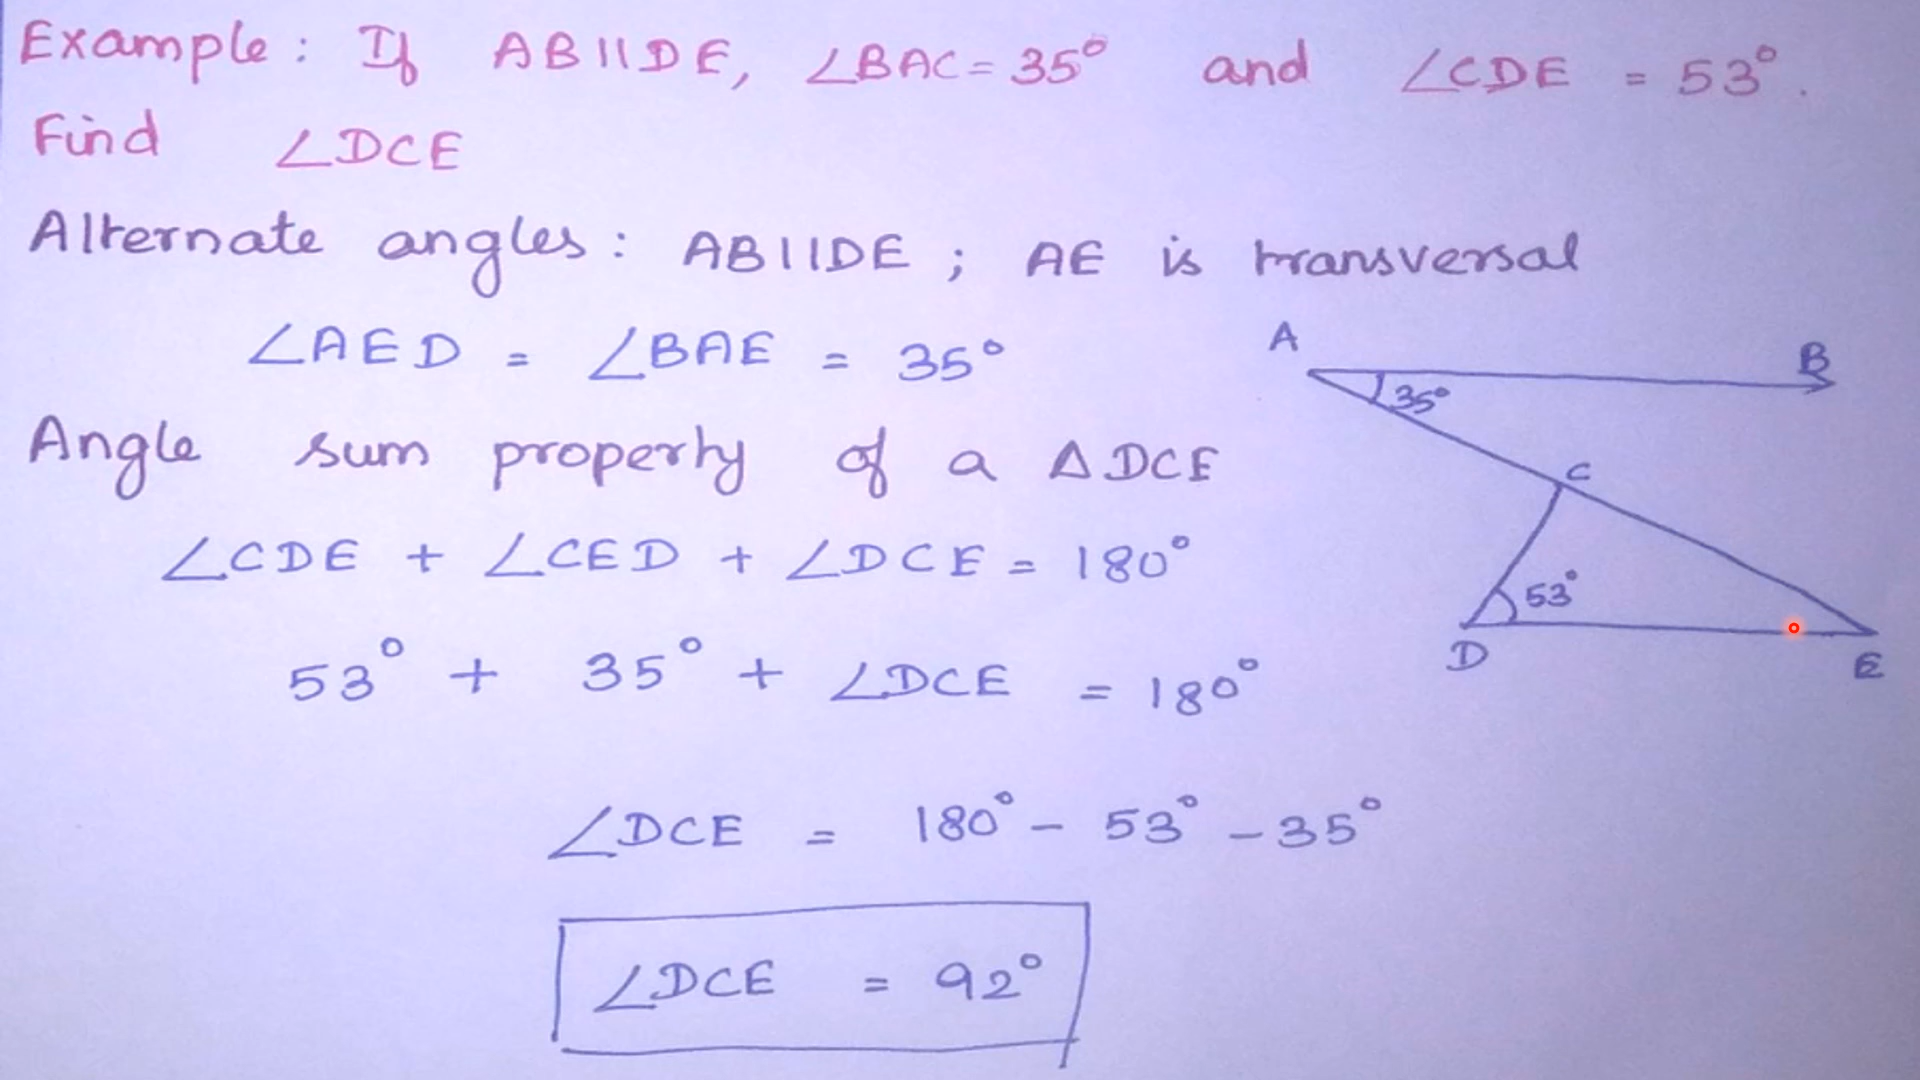 Example: If AB||DE, ∠BAC = 35° and ∠CDE = 53°.
Find ∠DCE
Alternate angles: AB||DE ; AE is transversal
∠AED = ∠BAE = 35°
Angle sum property of a △DCE
∠CDE + ∠CED + ∠DCE = 180°
53° + 35° + ∠DCE = 180°
∠DCE = 180° - 53° - 35°
∠DCE = 92°
A
B
35°
C
53°
D
E